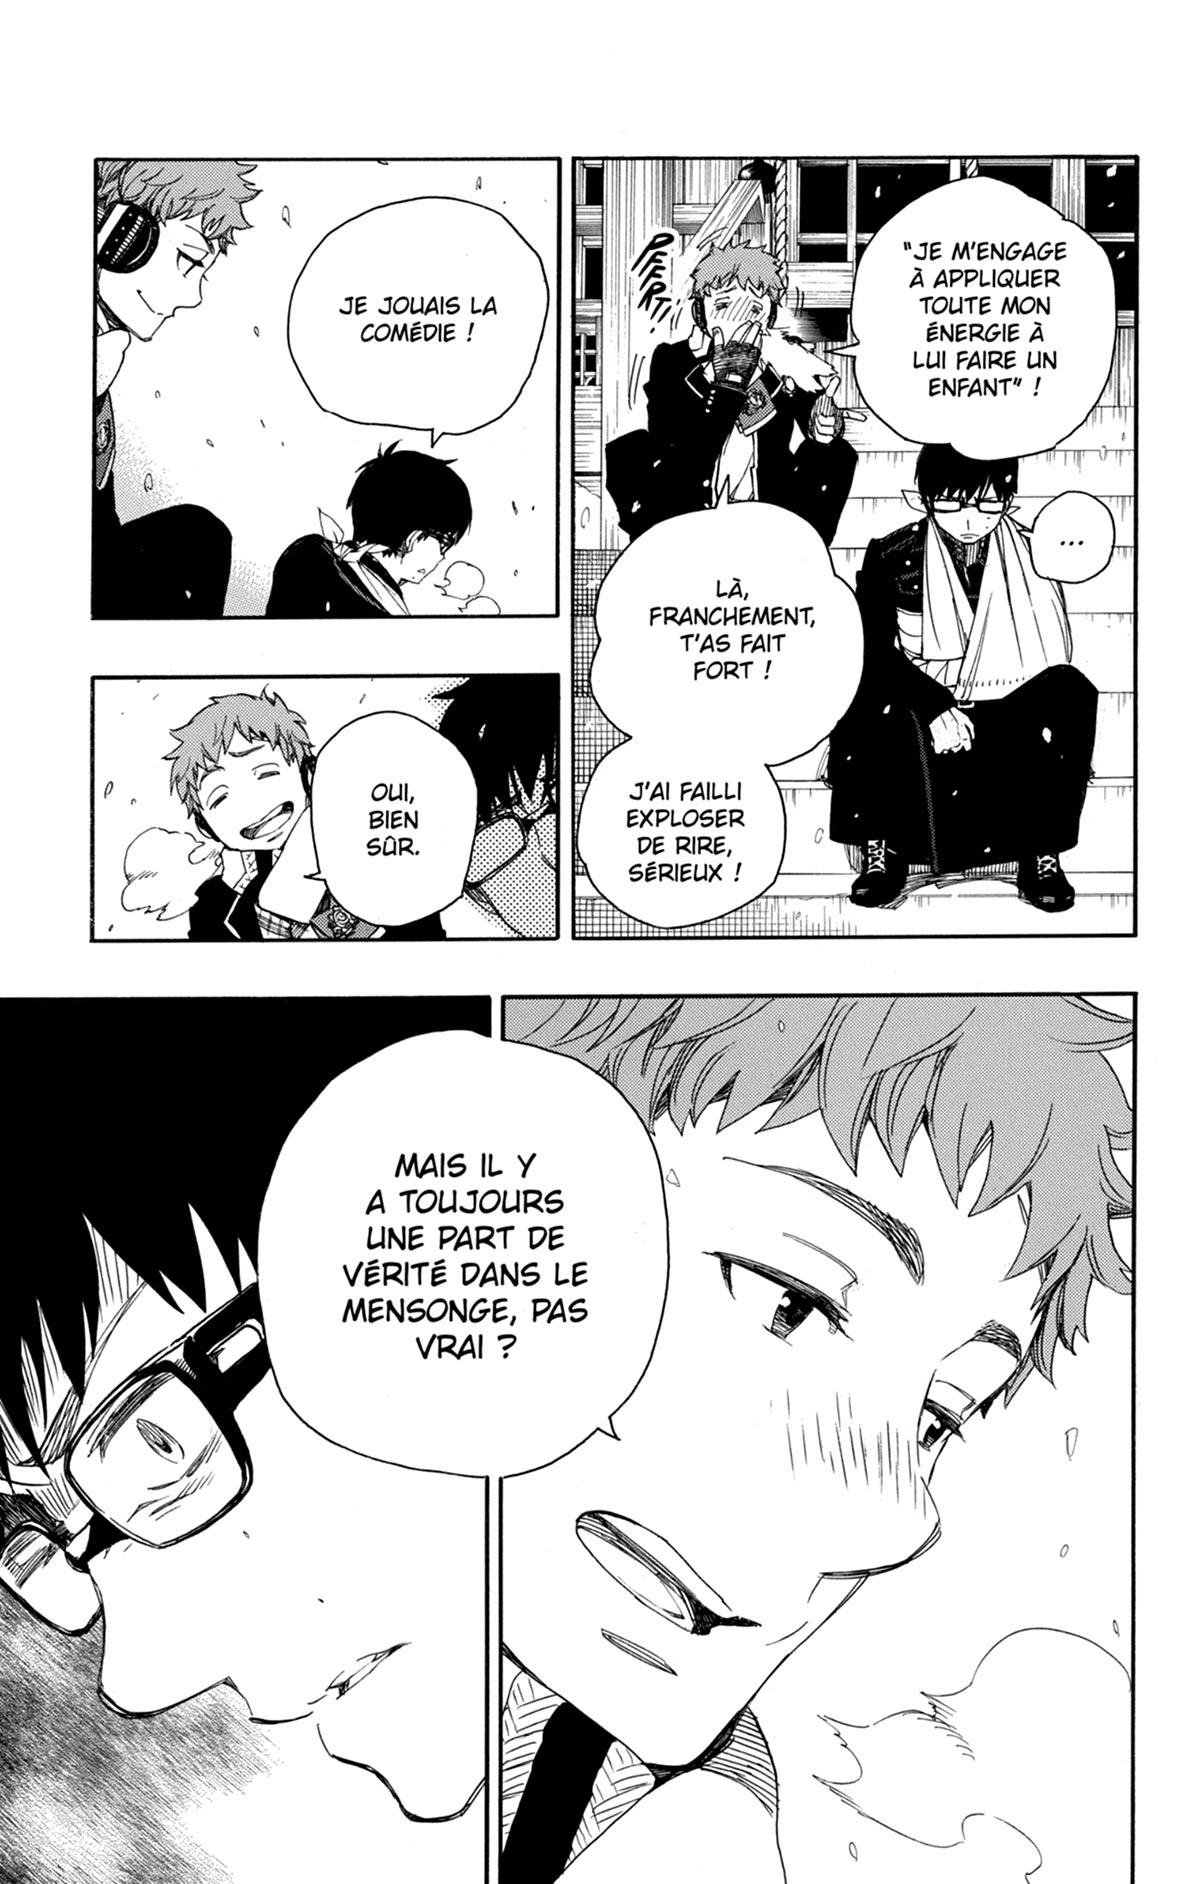 "JE M'ENGAGE
À APPLIQUER
TOUTE MON
ÉNERGIE À
LUI FAIRE UN
ENFANT" !
PFFFRT!
...
LÀ,
FRANCHEMENT,
T'AS FAIT
FORT !
J'AI FAILLI
EXPLOSER
DE RIRE,
SÉRIEUX !
JE JOUAIS LA
COMÉDIE !
OUI,
BIEN
SÛR.
MAIS IL Y
A TOUJOURS
UNE PART DE
VÉRITÉ DANS LE
MENSONGE, PAS
VRAI ?